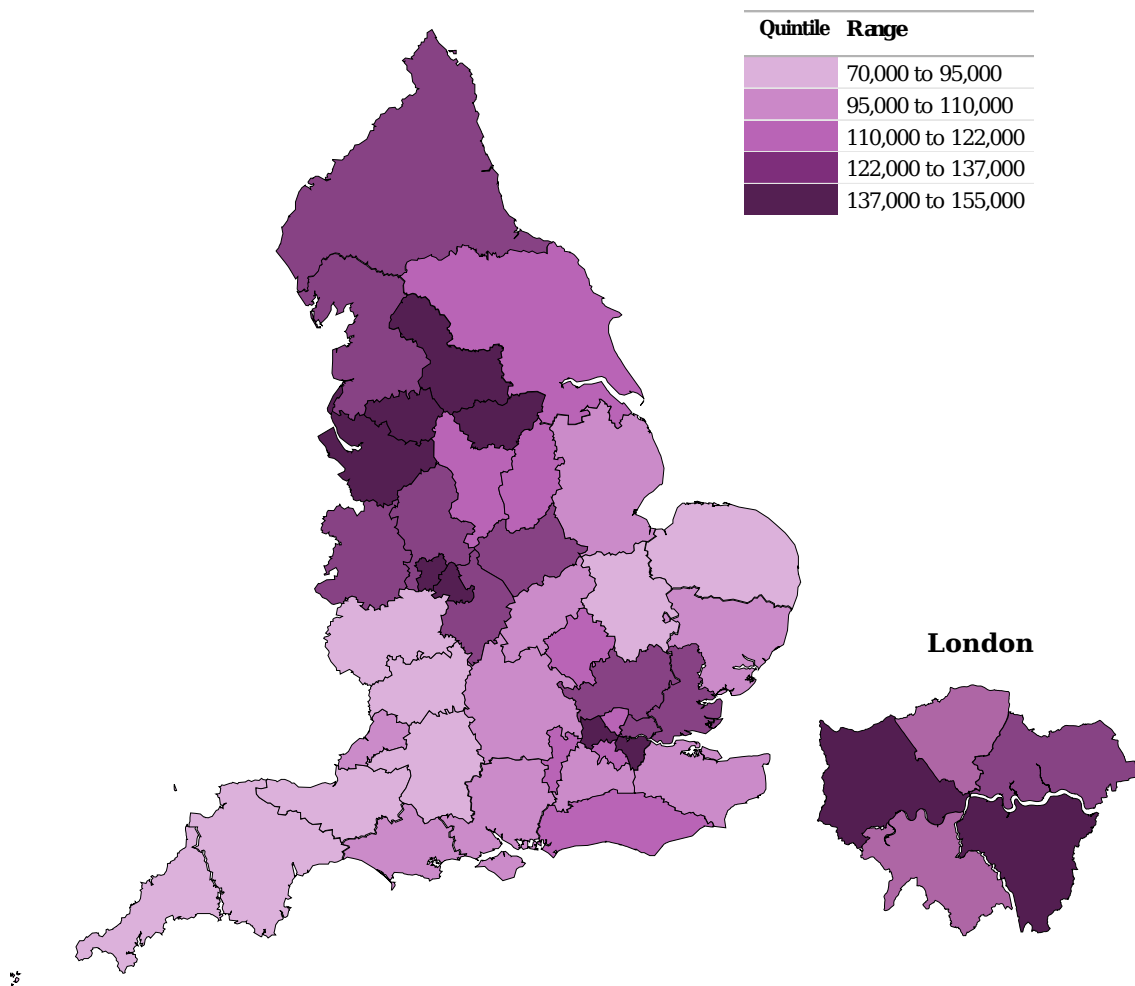 Quintile Range
70,000 to 95,000
95,000 to 110,000
110,000 to 122,000
122,000 to 137,000
137,000 to 155,000
London